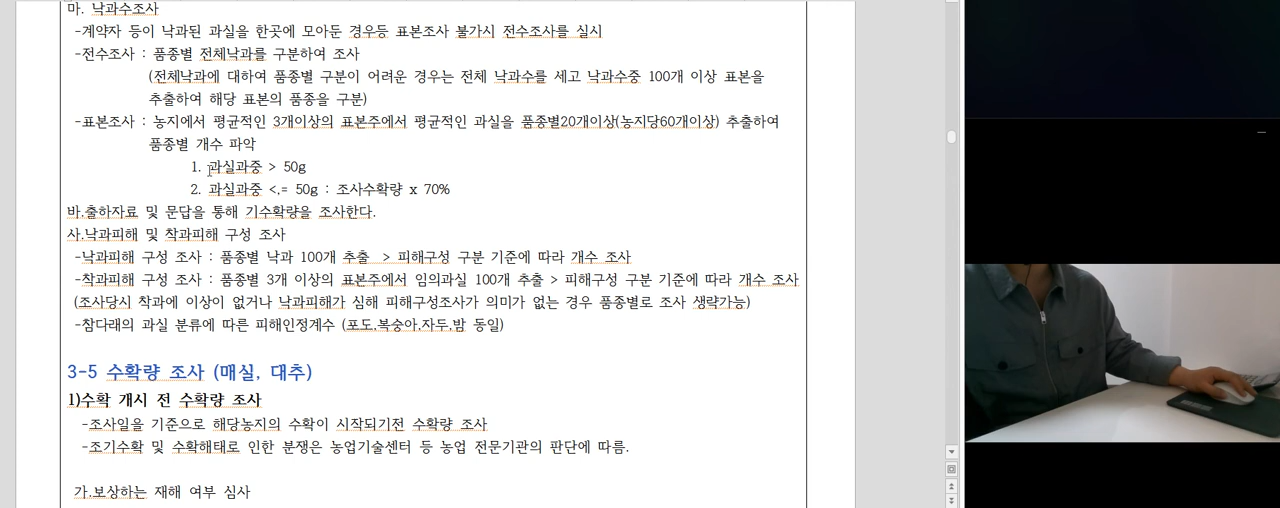 마. 낙과수조사
-계약자 등이 낙과된 과실을 한곳에 모아둔 경우등 표본조사 불가시 전수조사를 실시
-전수조사 : 품종별 전체낙과를 구분하여 조사
(전체낙과에 대하여 품종별 구분이 어려운 경우는 전체 낙과수를 세고 낙과수중 100개 이상 표본을
추출하여 해당 표본의 품종을 구분)
-표본조사 : 농지에서 평균적인 3개이상의 표본주에서 평균적인 과실을 품종별20개이상(농지당60개이상) 추출하여
품종별 개수 파악
1. 과실과중 > 50g
2. 과실과중 <,= 50g : 조사수확량 x 70%
바.출하자료 및 문답을 통해 기수확량을 조사한다.
사.낙과피해 및 착과피해 구성 조사
-낙과피해 구성 조사 : 품종별 낙과 100개 추출 > 피해구성 구분 기준에 따라 개수 조사
-착과피해 구성 조사 : 품종별 3개 이상의 표본주에서 임의과실 100개 추출 > 피해구성 구분 기준에 따라 개수 조사
(조사당시 착과에 이상이 없거나 낙과피해가 심해 피해구성조사가 의미가 없는 경우 품종별로 조사 생략가능)
-참다래의 과실 분류에 따른 피해인정계수 (포도,복숭아,자두,밤 동일)
3-5 수확량 조사 (매실, 대추)
1)수확 개시 전 수확량 조사
-조사일을 기준으로 해당농지의 수확이 시작되기전 수확량 조사
-조기수확 및 수확해태로 인한 분쟁은 농업기술센터 등 농업 전문기관의 판단에 따름.
가.보상하는 재해 여부 심사